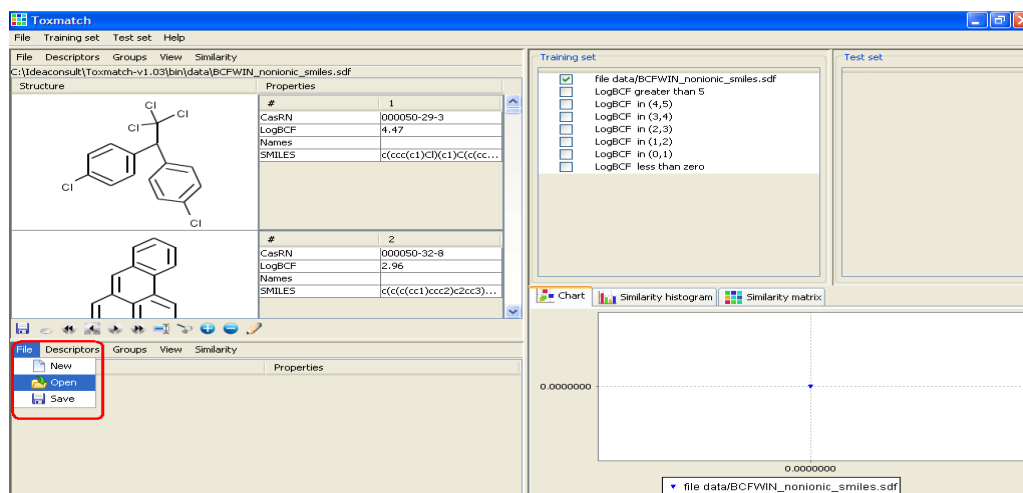 Toxmatch
File Training set Test set Help
File Descriptors Groups View Similarity
C:\Ideaconsult\Toxmatch-v1.03\bin\data\BCFWIN_nonionic_smiles.sdf
Structure Properties
Cl
Cl
Cl
Cl
Cl
# 1
CasRN 000050-29-3
LogBCF 4.47
Names
SMILES c(ccc(c1)Cl)(c1)C(c(cc...
# 2
CasRN 000050-32-8
LogBCF 2.96
Names
SMILES c(c(c(cc1)ccc2)c2cc3)...
File Descriptors Groups View Similarity
New
Open
Save
Properties
Training set
file data/BCFWIN_nonionic_smiles.sdf
LogBCF greater than 5
LogBCF in (4,5)
LogBCF in (3,4)
LogBCF in (2,3)
LogBCF in (1,2)
LogBCF in (0,1)
LogBCF less than zero
Test set
Chart Similarity histogram Similarity matrix
0.0000000
0.0000000
file data/BCFWIN_nonionic_smiles.sdf